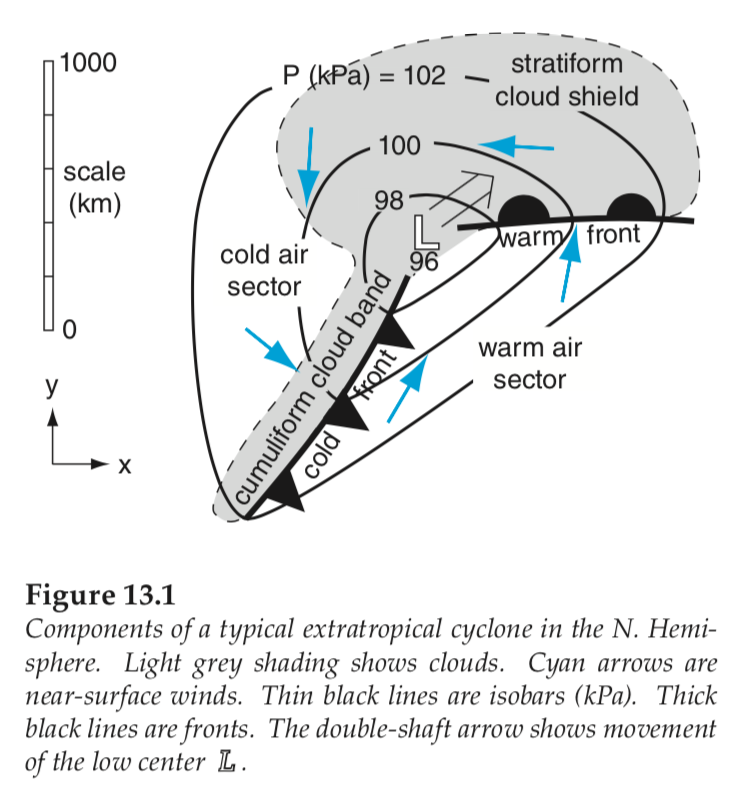 1000
scale
(km)
0
y
x
P (kPa) = 102
stratiform
cloud shield
100
98
L
96
warm front
cold air
sector
warm air
sector
cumuliform cloud band
cold front
Figure 13.1
Components of a typical extratropical cyclone in the N. Hemi-
sphere. Light grey shading shows clouds. Cyan arrows are
near-surface winds. Thin black lines are isobars (kPa). Thick
black lines are fronts. The double-shaft arrow shows movement
of the low center L .